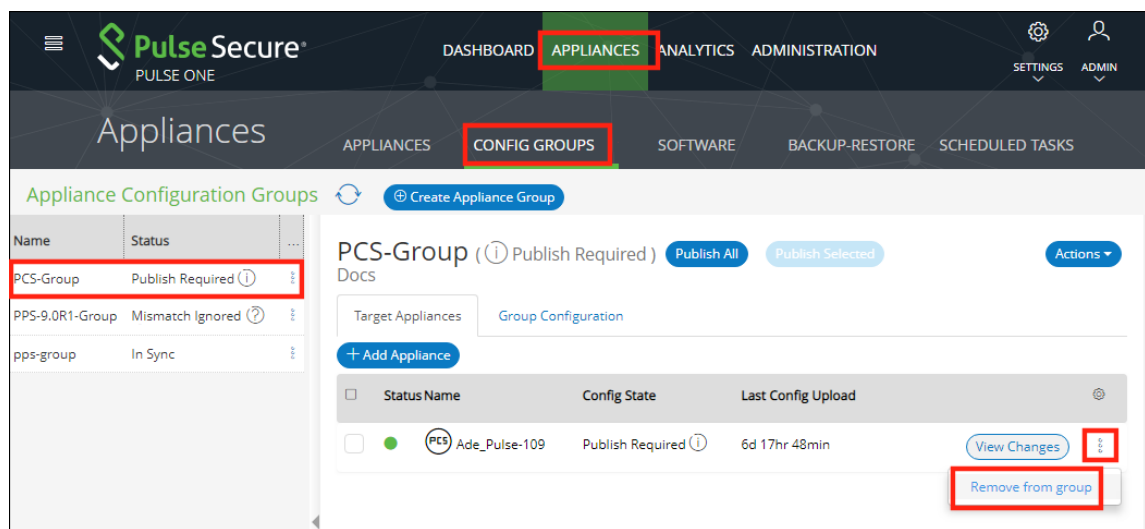 Pulse Secure®
PULSE ONE
DASHBOARD APPLIANCES ANALYTICS ADMINISTRATION
SETTINGS ADMIN
Appliances
APPLIANCES CONFIG GROUPS SOFTWARE BACKUP-RESTORE SCHEDULED TASKS
Appliance Configuration Groups
Create Appliance Group
Name Status ...
PCS-Group Publish Required
PPS-9.0R1-Group Mismatch Ignored
pps-group In Sync
PCS-Group ( Publish Required ) Publish All Publish Selected Actions
Docs
Target Appliances Group Configuration
+ Add Appliance
Status Name Config State Last Config Upload
PCS Ade_Pulse-109 Publish Required 6d 17hr 48min View Changes
Remove from group